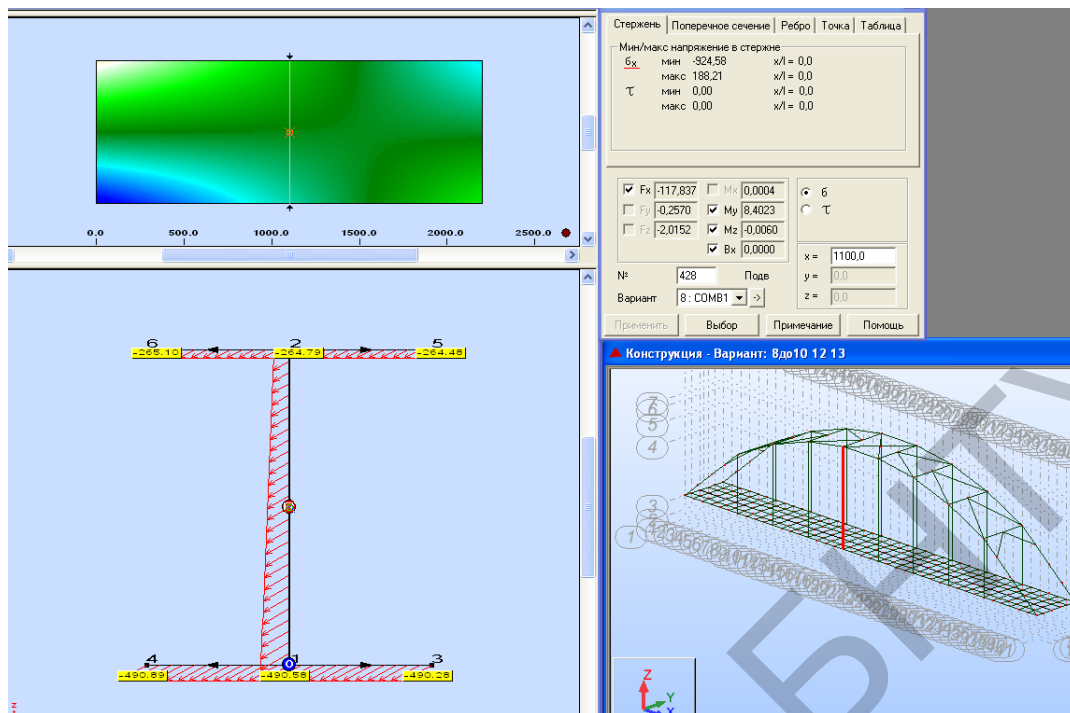 Стержень Поперечное сечение Ребро Точка Таблица
Мин/макс напряжение в стержне
бx мин -924,58 x/l = 0,0
макс 188,21 x/l = 0,0
τ мин 0,00 x/l = 0,0
макс 0,00 x/l = 0,0
Fx -117,837 Mx 0,0004 б
Fy -0,2570 My 8,4023 τ
Fz -2,0152 Mz -0,0060
Bx 0,0000
x = 1100,0
y = 0,0
z = 0,0
№ 428 Подв
Вариант 8 : COMB1 ->
Применить Выбор Примечание Помощь
0.0 500.0 1000.0 1500.0 2000.0 2500.0
6 2 5
-265.10 -264.79 -264.48
4 1 3
-490.89 -490.58 -490.28
z
Конструкция - Вариант: 8до10 12 13
7
6
5
4
3
1
Z
Y
X
БНТУ